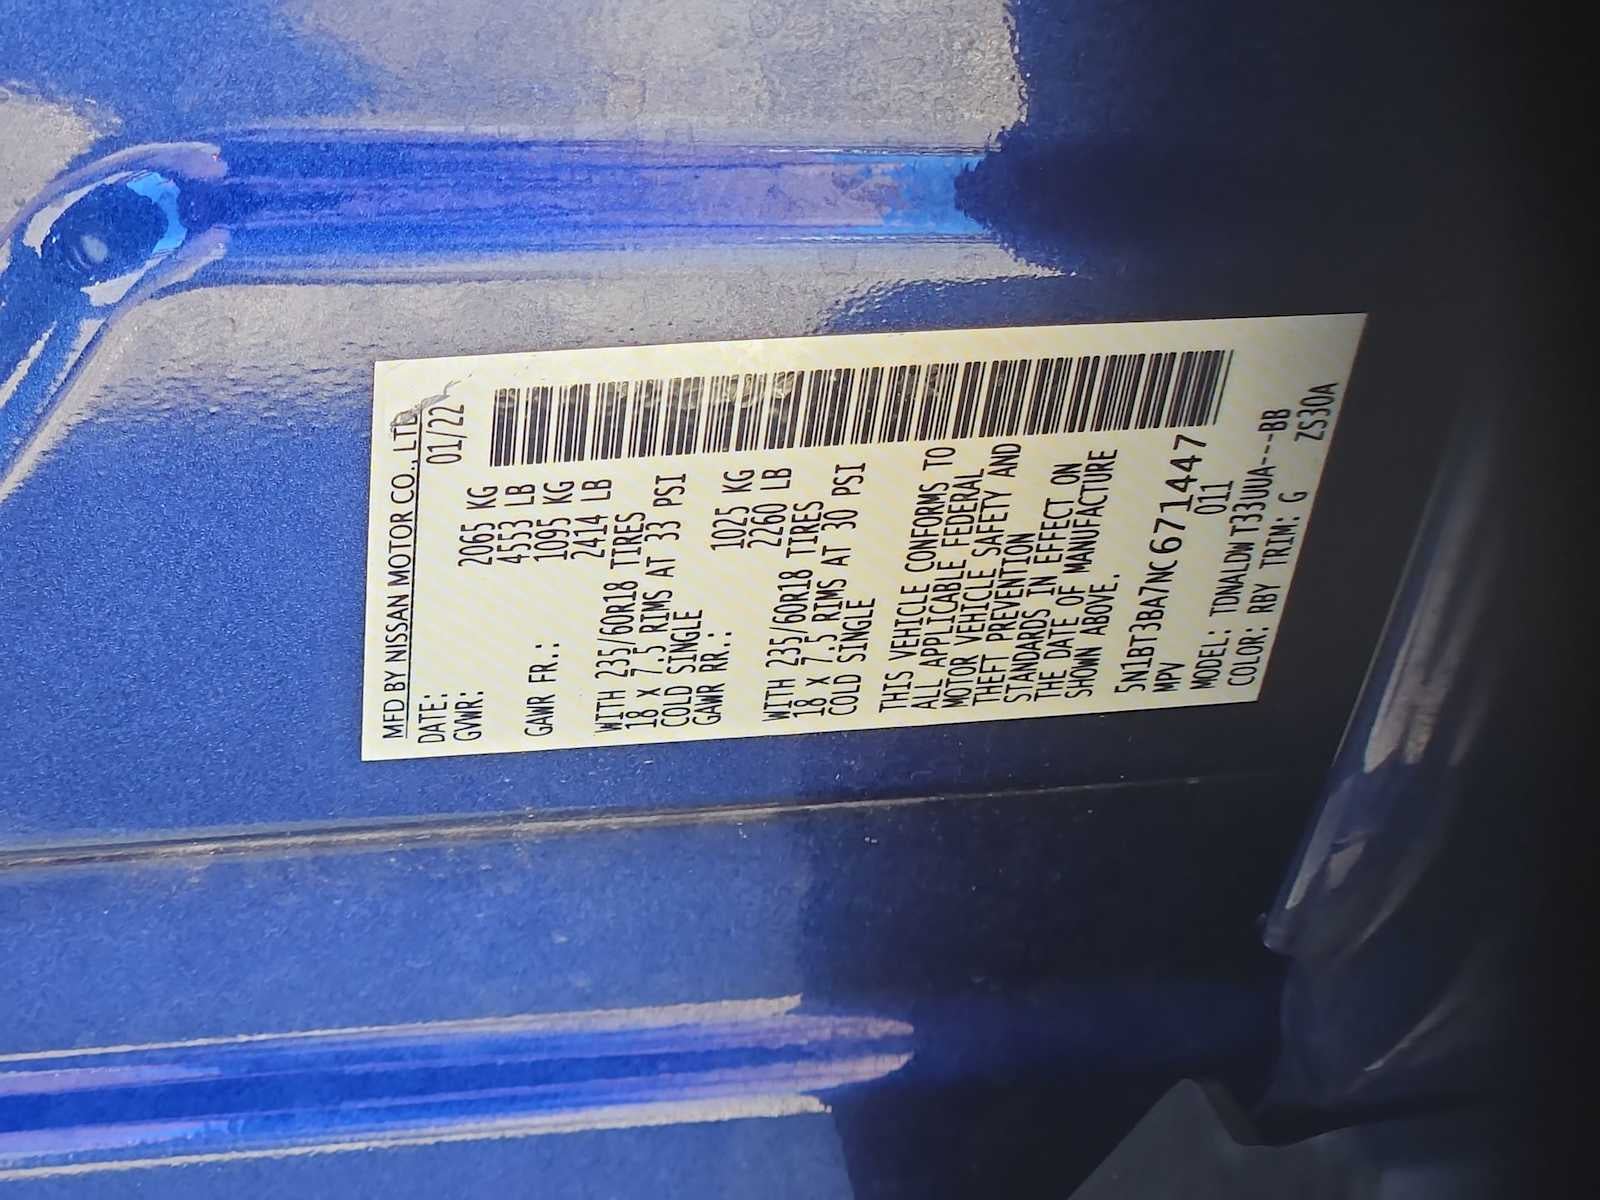 MFD BY NISSAN MOTOR CO., LTD.
DATE: 01/22
GVWR: 2065 KG
4553 LB
GAWR FR.: 1095 KG
2414 LB
WITH 235/60R18 TIRES
18 X 7.5 RIMS AT 33 PSI
COLD SINGLE
GAWR RR.: 1025 KG
2260 LB
WITH 235/60R18 TIRES
18 X 7.5 RIMS AT 30 PSI
COLD SINGLE
THIS VEHICLE CONFORMS TO
ALL APPLICABLE FEDERAL
MOTOR VEHICLE SAFETY AND
THEFT PREVENTION
STANDARDS IN EFFECT ON
THE DATE OF MANUFACTURE
SHOWN ABOVE.
5N1BT3BA7NC671447
MPV 011
MODEL: TDNALDWT33UUA---BB
COLOR: RBY TRIM: G ZS30A